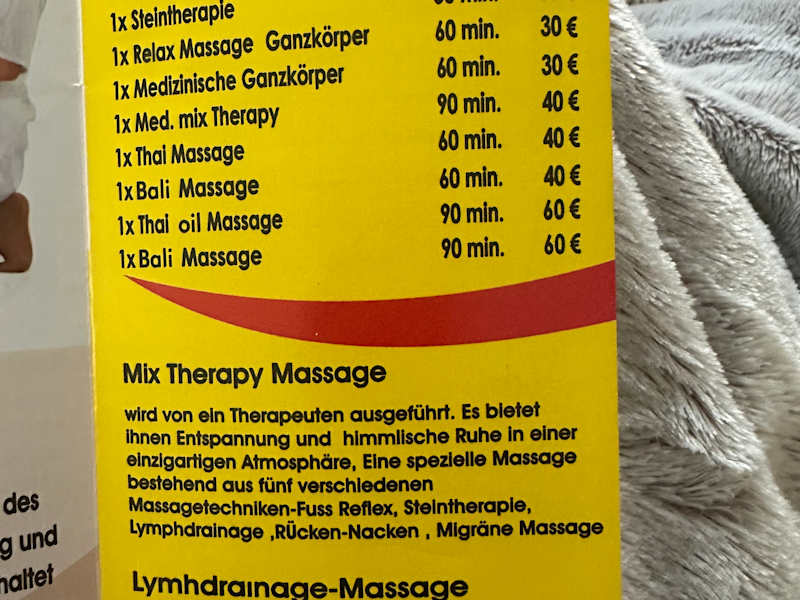 1x Steintherapie
1x Relax Massage Ganzkörper 60 min. 30 €
1x Medizinische Ganzkörper 60 min. 30 €
1x Med. mix Therapy 90 min. 40 €
1x Thai Massage 60 min. 40 €
1x Bali Massage 60 min. 40 €
1x Thai oil Massage 90 min. 60 €
1x Bali Massage 90 min. 60 €
Mix Therapy Massage
wird von ein Therapeuten ausgeführt. Es bietet
ihnen Entspannung und himmlische Ruhe in einer
einzigartigen Atmosphäre, Eine spezielle Massage
bestehend aus fünf verschiedenen
Massagetechniken-Fuss Reflex, Steintherapie,
Lymphdrainage ,RÜcken-Nacken , Migräne Massage
Lymhdrainage-Massage
des
g und
haltet